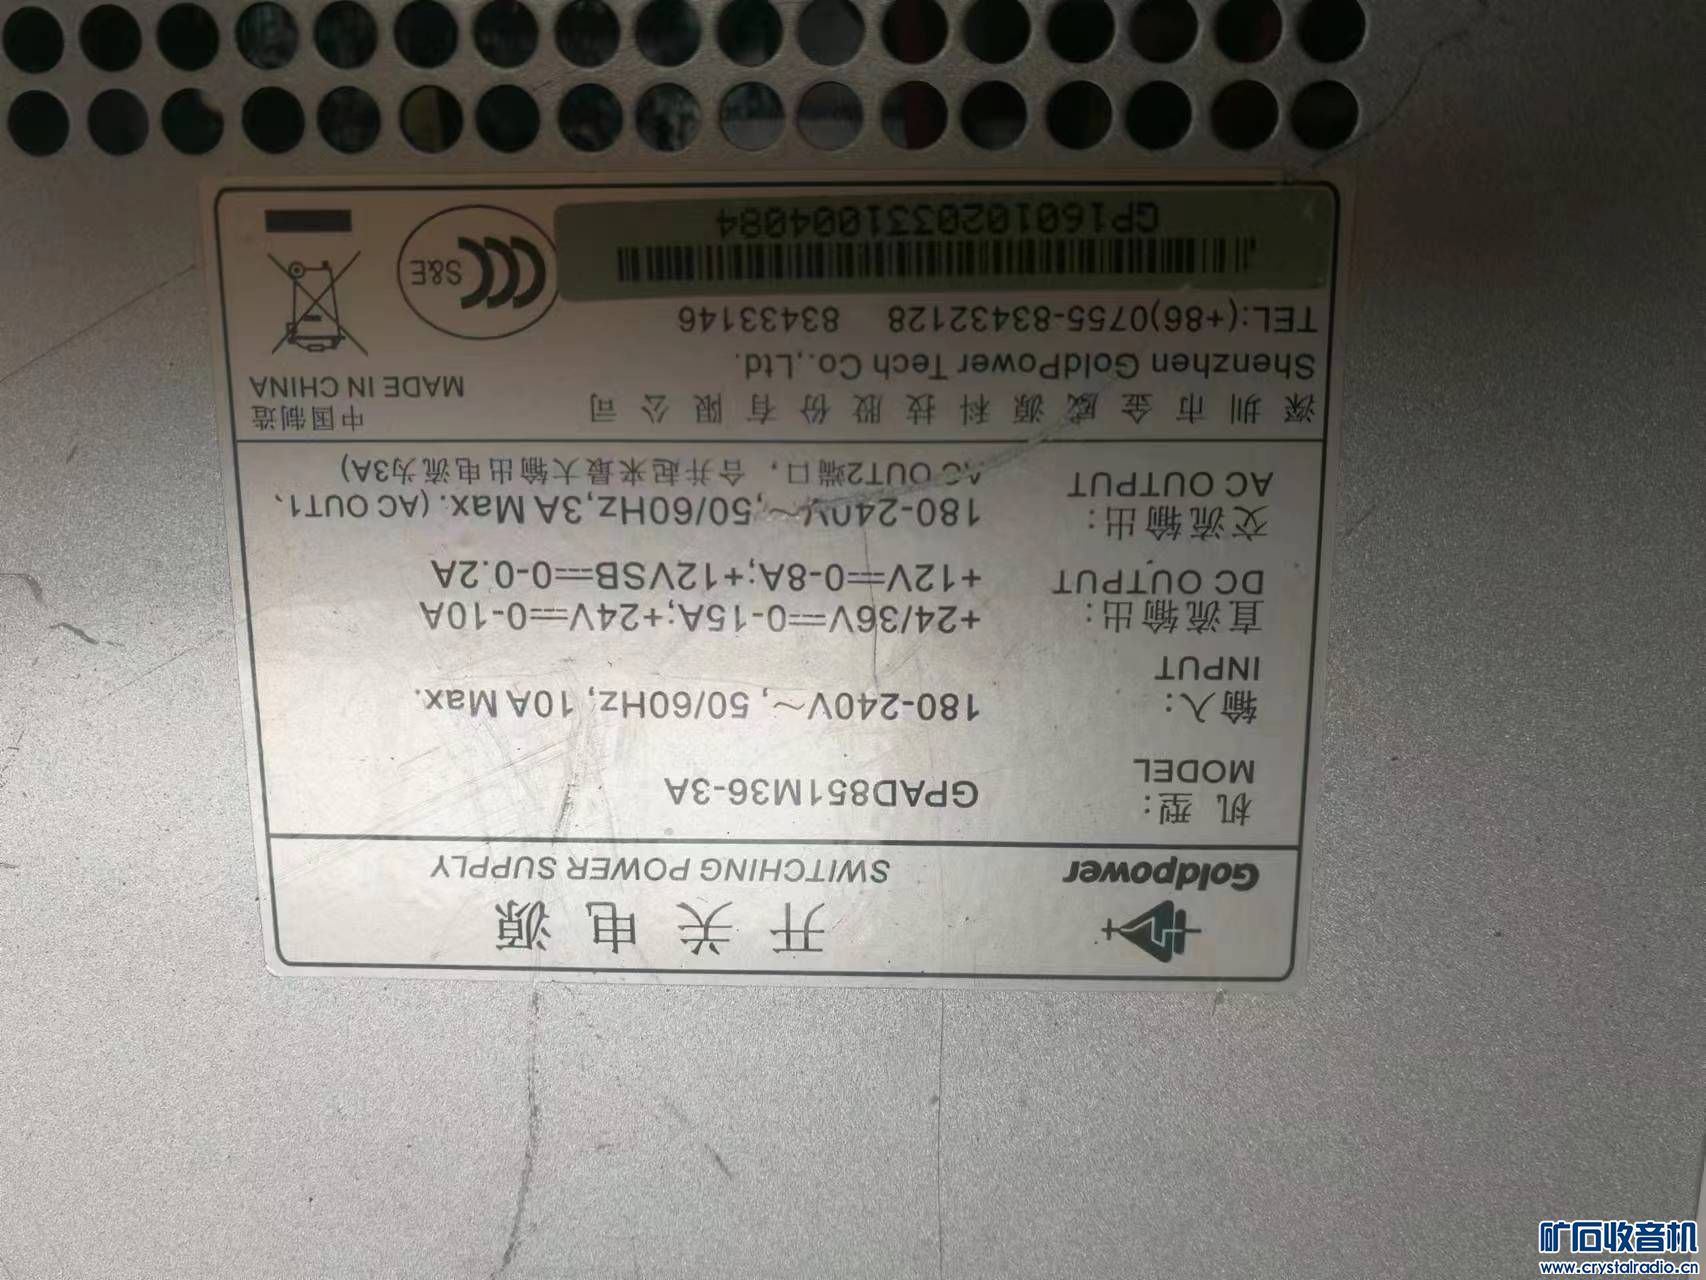 Goldpower
开关电源
SWITCHING POWER SUPPLY
机 型: GPAD851M36-3A
MODEL
输入: 180-240V～, 50/60Hz, 10A Max.
INPUT
直流输出: +24/36V⎓0-15A;+24V⎓0-10A
DC OUTPUT +12V⎓0-8A;+12VSB⎓0-0.2A
交流输出: 180-240V～,50/60Hz,3A Max. (AC OUT1、
AC OUTPUT AC OUT2端口，合并起来最大输出电流为3A)
深圳市金威源科技股份有限公司
Shenzhen GoldPower Tech Co.,Ltd.
TEL:(+86)0755-83432128 83433146
中国制造
MADE IN CHINA
GP1601020331004084
CCC S&E
矿石收音机
www.crystalradio.cn